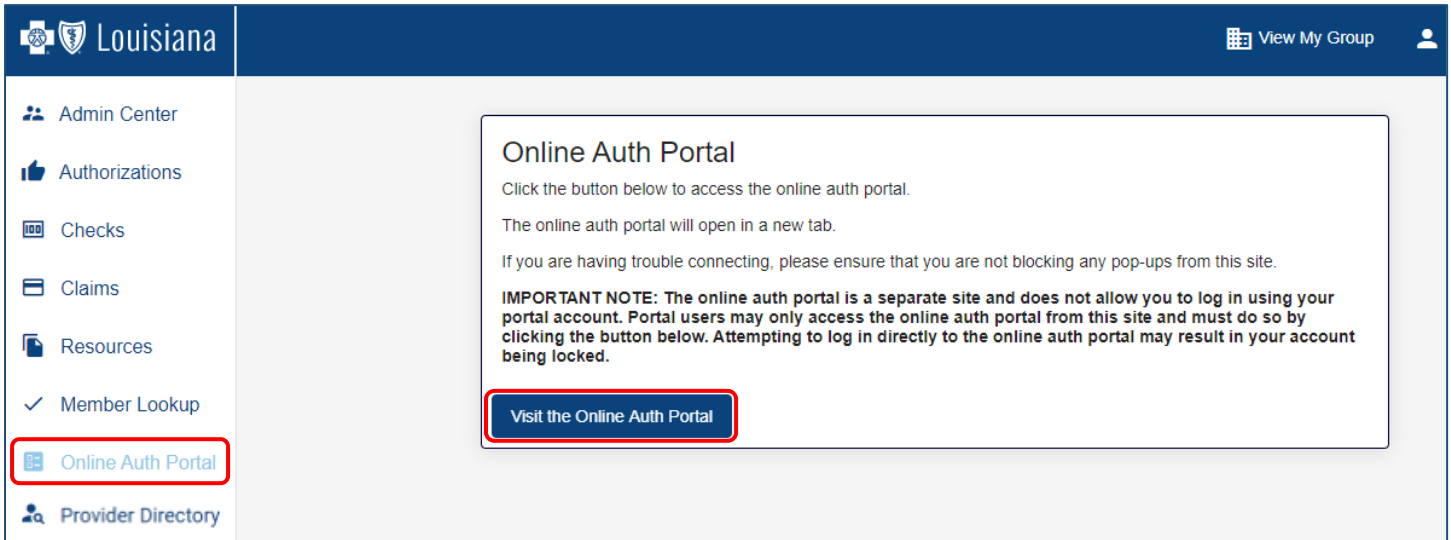 Louisiana
View My Group
Admin Center
Authorizations
Checks
Claims
Resources
Member Lookup
Online Auth Portal
Provider Directory
Online Auth Portal
Click the button below to access the online auth portal.
The online auth portal will open in a new tab.
If you are having trouble connecting, please ensure that you are not blocking any pop-ups from this site.
IMPORTANT NOTE: The online auth portal is a separate site and does not allow you to log in using your
portal account. Portal users may only access the online auth portal from this site and must do so by
clicking the button below. Attempting to log in directly to the online auth portal may result in your account
being locked.
Visit the Online Auth Portal